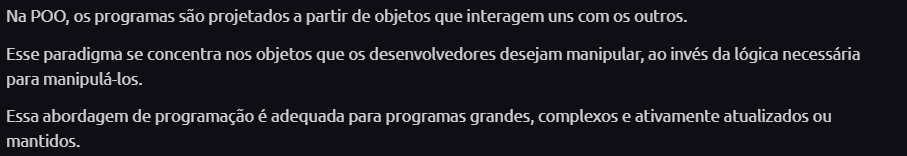 Na POO, os programas são projetados a partir de objetos que interagem uns com os outros.
Esse paradigma se concentra nos objetos que os desenvolvedores desejam manipular, ao invés da lógica necessária
para manipulá-los.
Essa abordagem de programação é adequada para programas grandes, complexos e ativamente atualizados ou
mantidos.